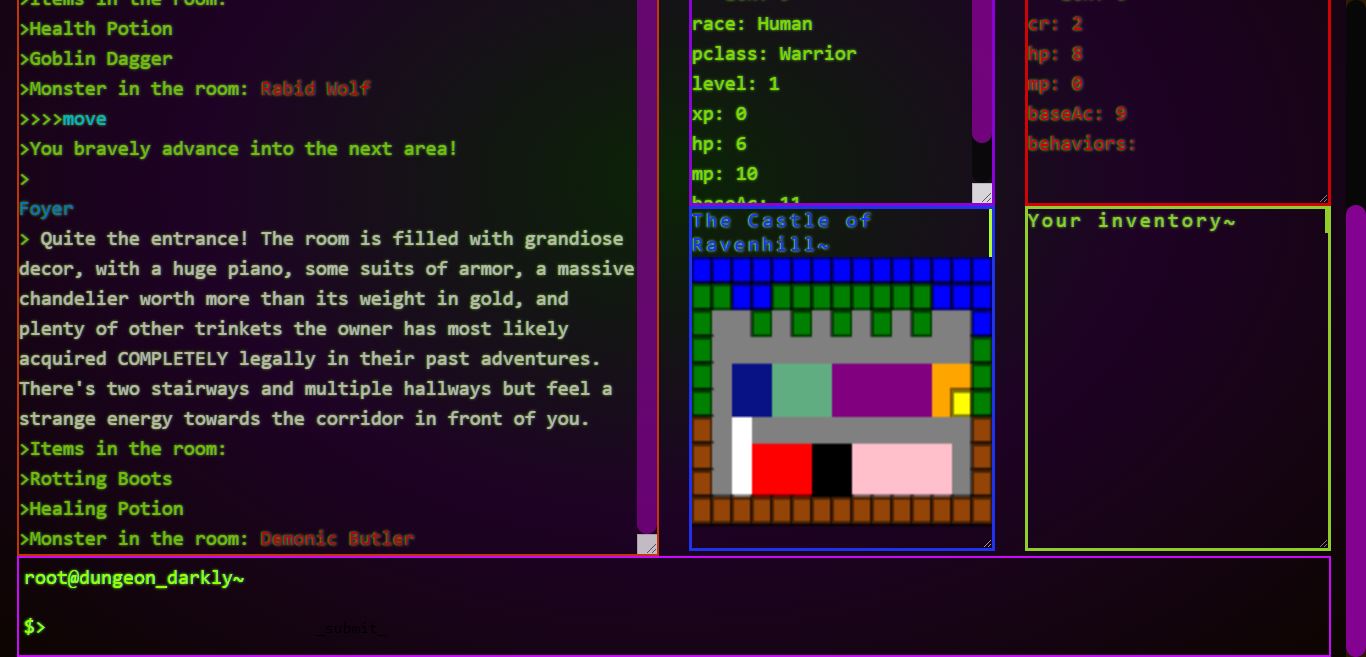 >Items in the room:
>Health Potion
>Goblin Dagger
>Monster in the room: Rabid Wolf
>>>>move
>You bravely advance into the next area!
>
Foyer
> Quite the entrance! The room is filled with grandiose
decor, with a huge piano, some suits of armor, a massive
chandelier worth more than its weight in gold, and
plenty of other trinkets the owner has most likely
acquired COMPLETELY legally in their past adventures.
There's two stairways and multiple hallways but feel a
strange energy towards the corridor in front of you.
>Items in the room:
>Rotting Boots
>Healing Potion
>Monster in the room: Demonic Butler
race: Human
pclass: Warrior
level: 1
xp: 0
hp: 6
mp: 10
baseAc: 11
cr: 2
hp: 8
mp: 0
baseAc: 9
behaviors:
The Castle of
Ravenhill~
Your inventory~
root@dungeon_darkly~
$>
_submit_